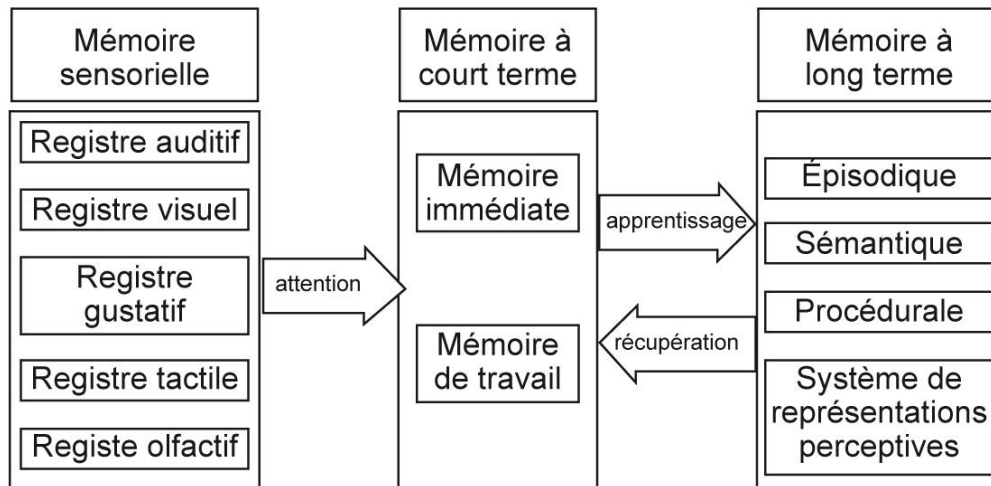 Mémoire
sensorielle
Registre auditif
Registre visuel
Registre
gustatif
Registre tactile
Registe olfactif
attention
Mémoire à
court terme
Mémoire
immédiate
Mémoire
de travail
apprentissage
récupération
Mémoire à
long terme
Épisodique
Sémantique
Procédurale
Système de
représentations
perceptives